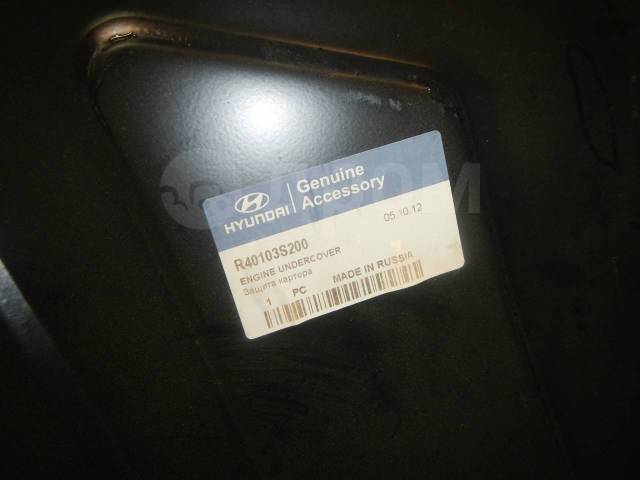 HYUNDAI
Genuine
Accessory
05.10.12
R40103S200
ENGINE UNDERCOVER
Защита картера
1 PC MADE IN RUSSIA